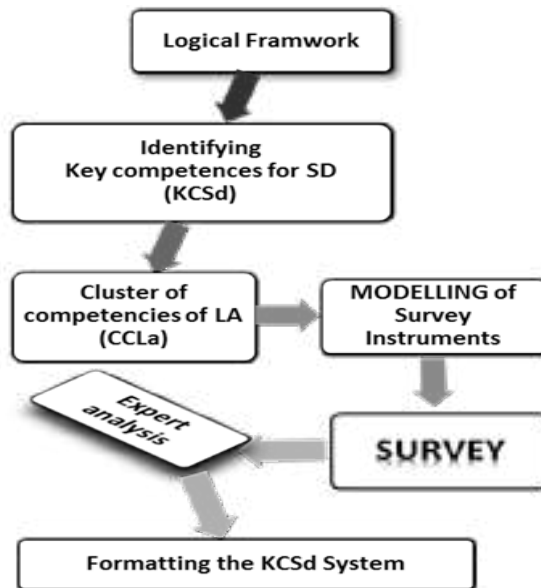 Logical Framwork
Identifying
Key competences for SD
(KCSd)
Cluster of
competencies of LA
(CCLa)
MODELLING of
Survey
Instruments
Expert
analysis
SURVEY
Formatting the KCSd System